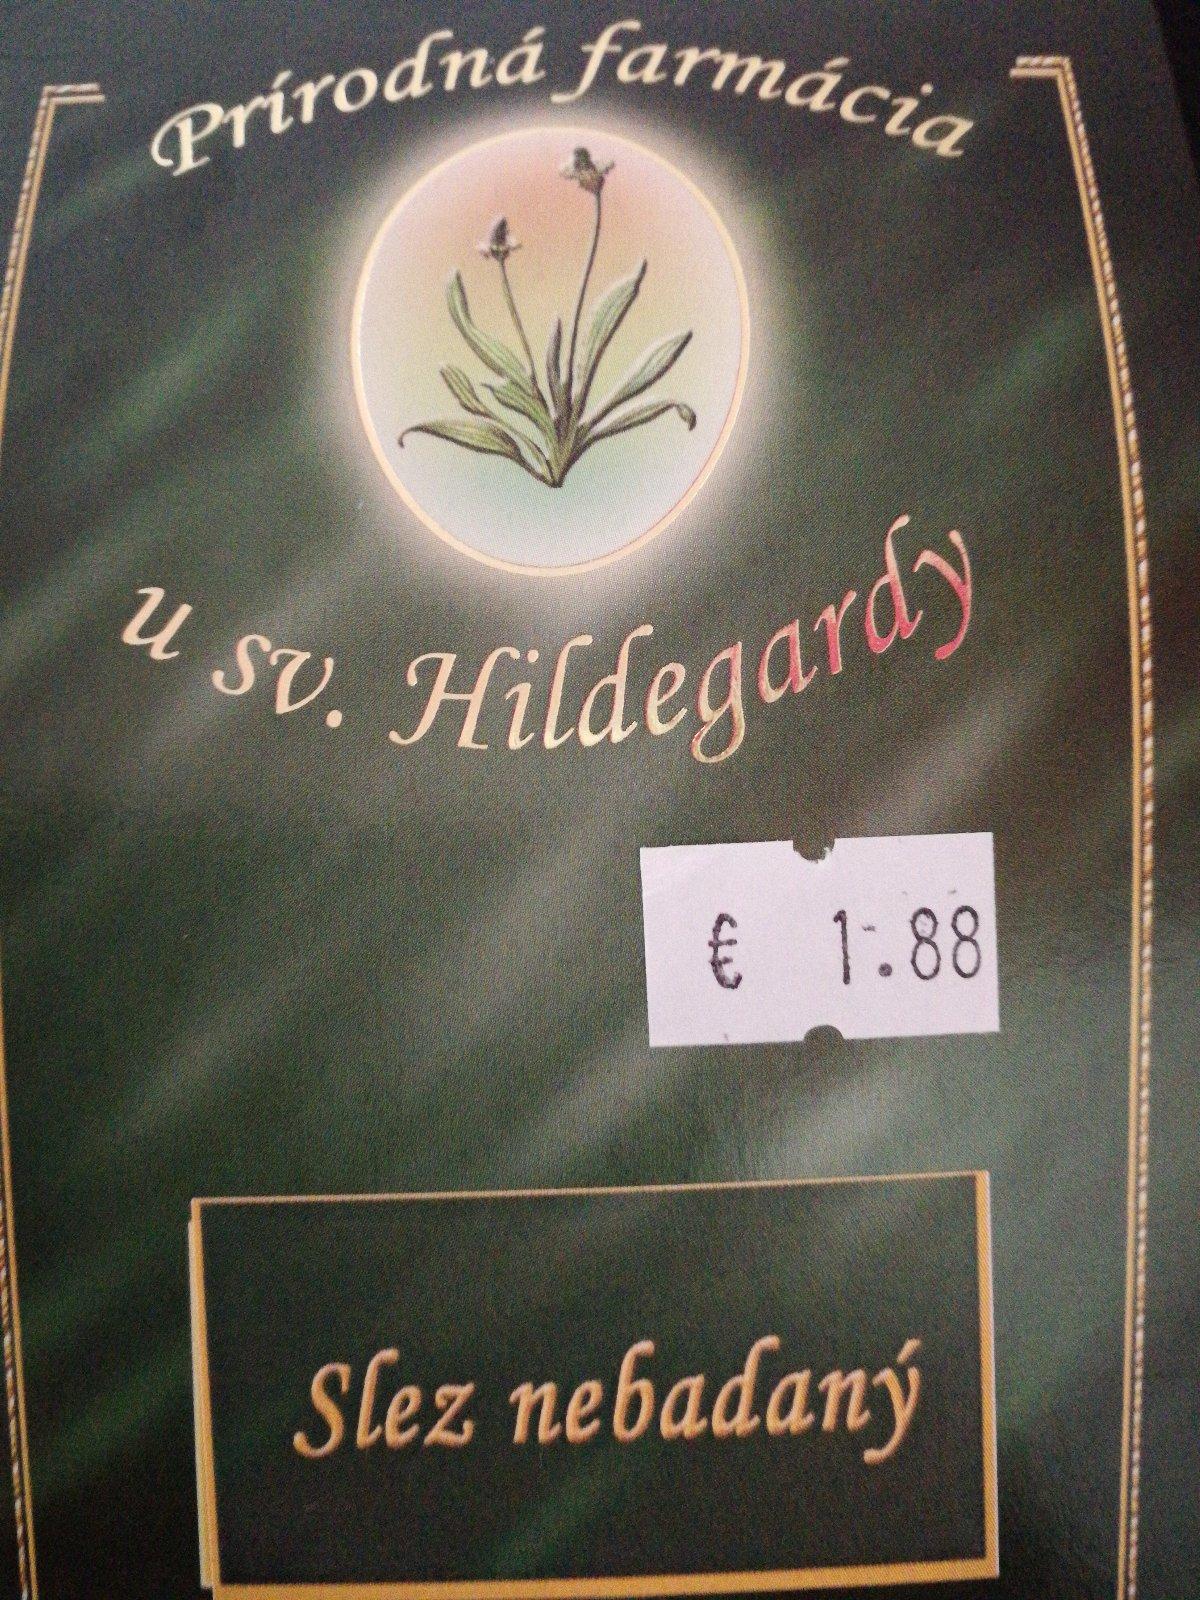 Prírodná farmácia
u sv. Hildegardy
€ 1.88
Slez nebadaný